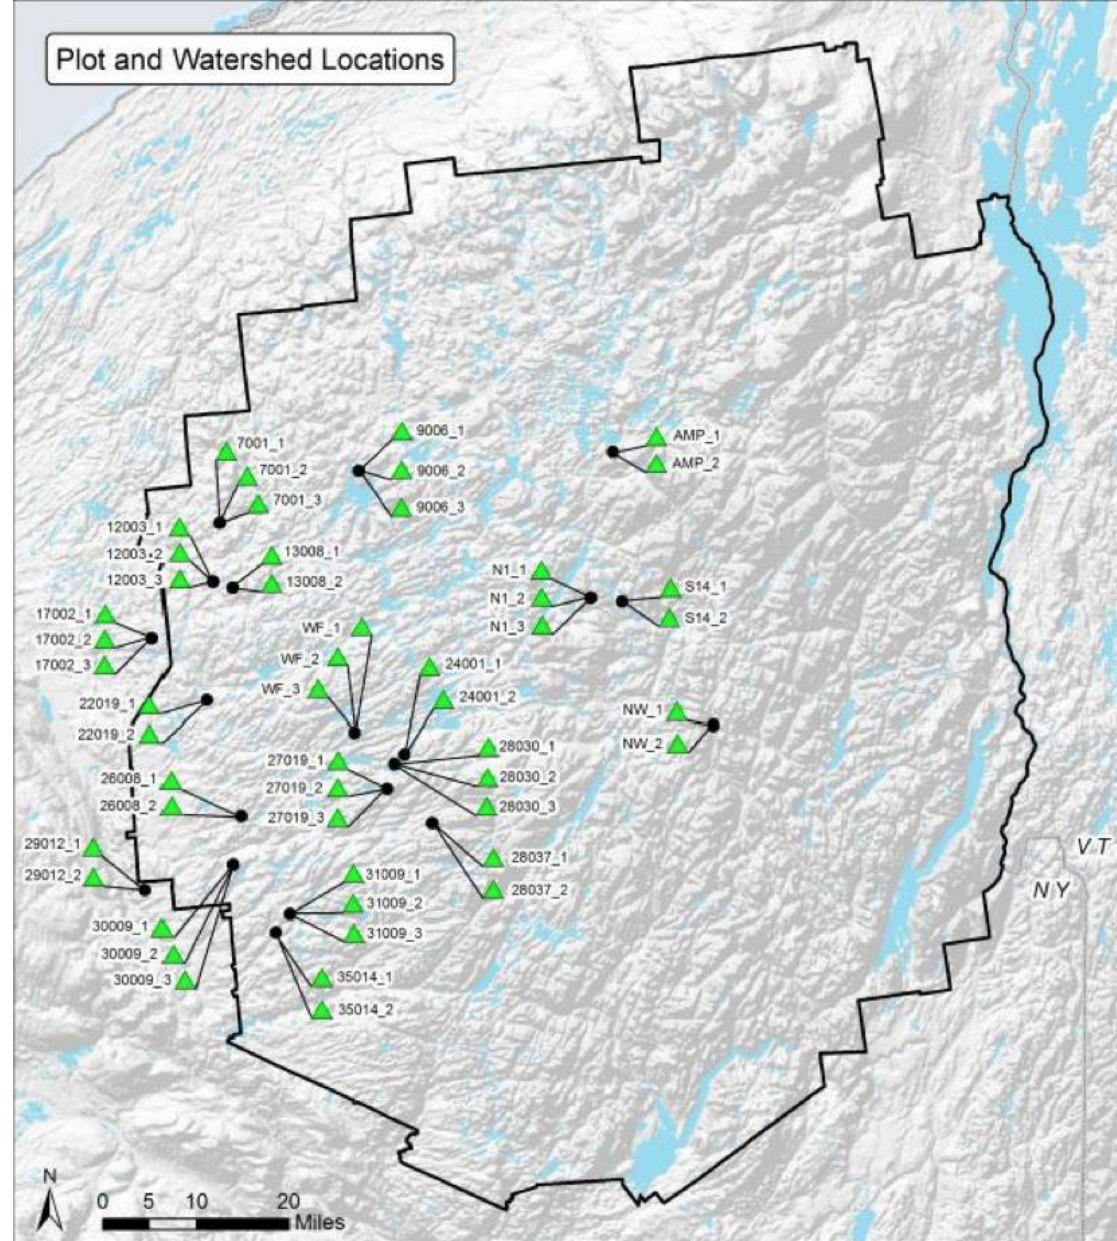 Plot and Watershed Locations
7001_1
7001_2
7001_3
9006_1
9006_2
9006_3
AMP_1
AMP_2
12003_1
12003_2
12003_3
13008_1
13008_2
N1_1
N1_2
N1_3
S14_1
S14_2
17002_1
17002_2
17002_3
WF_1
WF_2
WF_3
24001_1
24001_2
22019_1
22019_2
NW_1
NW_2
27019_1
27019_2
27019_3
28030_1
28030_2
28030_3
26008_1
26008_2
29012_1
29012_2
28037_1
28037_2
31009_1
31009_2
31009_3
30009_1
30009_2
30009_3
35014_1
35014_2
VT
NY
N
0 5 10 20
Miles